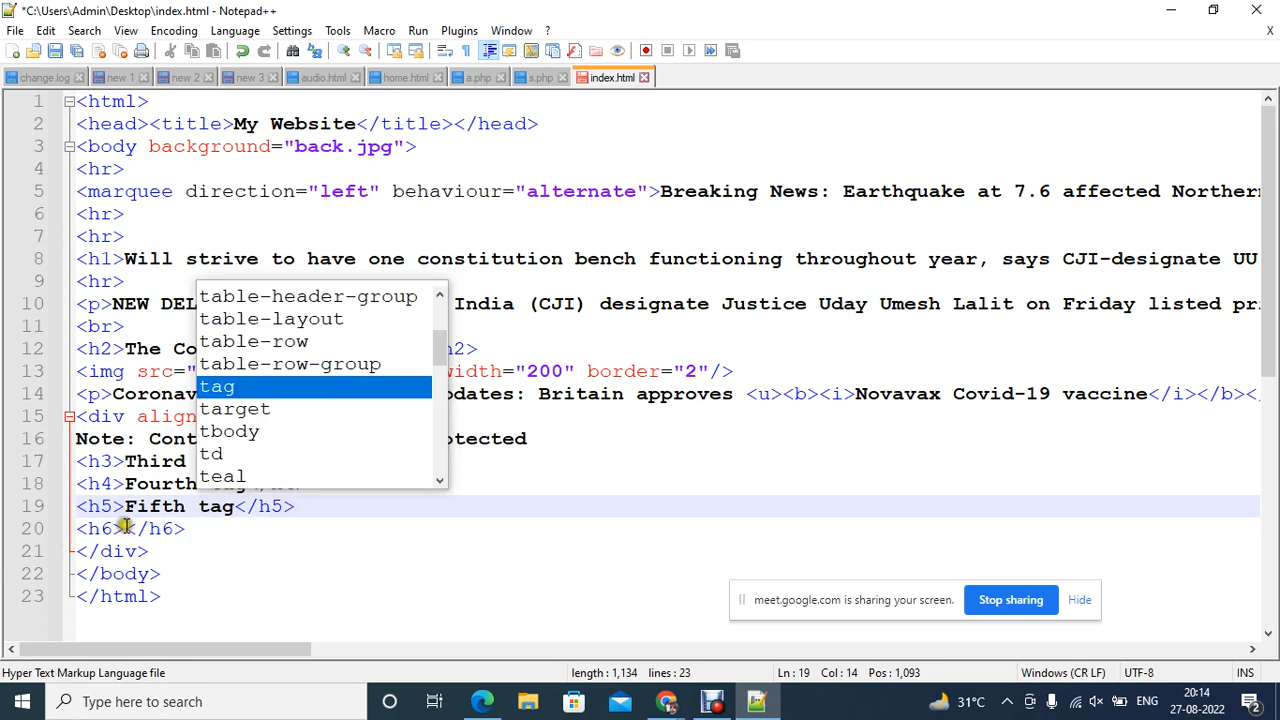 *C:\Users\Admin\Desktop\index.html - Notepad++
File Edit Search View Encoding Language Settings Tools Macro Run Plugins Window ? X
change.log new 1 new 2 new 3 audio.html home.html a.php s.php index.html
1 <html>
2 <head><title>My Website</title></head>
3 <body background="back.jpg">
4 <hr>
5 <marquee direction="left" behaviour="alternate">Breaking News: Earthquake at 7.6 affected Northern
6 <hr>
7 <hr>
8 <h1>Will strive to have one constitution bench functioning throughout year, says CJI-designate UU
9 <hr>
10 <p>NEW DEL India (CJI) designate Justice Uday Umesh Lalit on Friday listed pri
11 <br>
12 <h2>The Co h2>
13 <img src=" width="200" border="2"/>
14 <p>Coronav dates: Britain approves <u><b><i>Novavax Covid-19 vaccine</i></b></
15 <div align
16 Note: Cont otected
17 <h3>Third
18 <h4>Fourth
19 <h5>Fifth tag</h5>
20 <h6></h6>
21 </div>
22 </body>
23 </html>
table-header-group
table-layout
table-row
table-row-group
tag
target
tbody
td
teal
meet.google.com is sharing your screen. Stop sharing Hide
Hyper Text Markup Language file length : 1,134 lines : 23 Ln : 19 Col : 14 Pos : 1,093 Windows (CR LF) UTF-8 INS
Type here to search 31°C ENG 20:14
27-08-2022 2